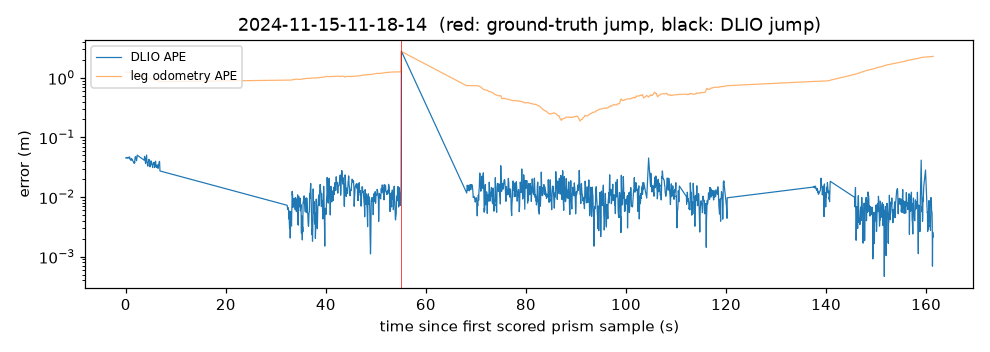 2024-11-15-11-18-14 (red: ground-truth jump, black: DLIO jump)
DLIO APE
leg odometry APE
error (m)
10⁰
10⁻¹
10⁻²
10⁻³
0 20 40 60 80 100 120 140 160
time since first scored prism sample (s)